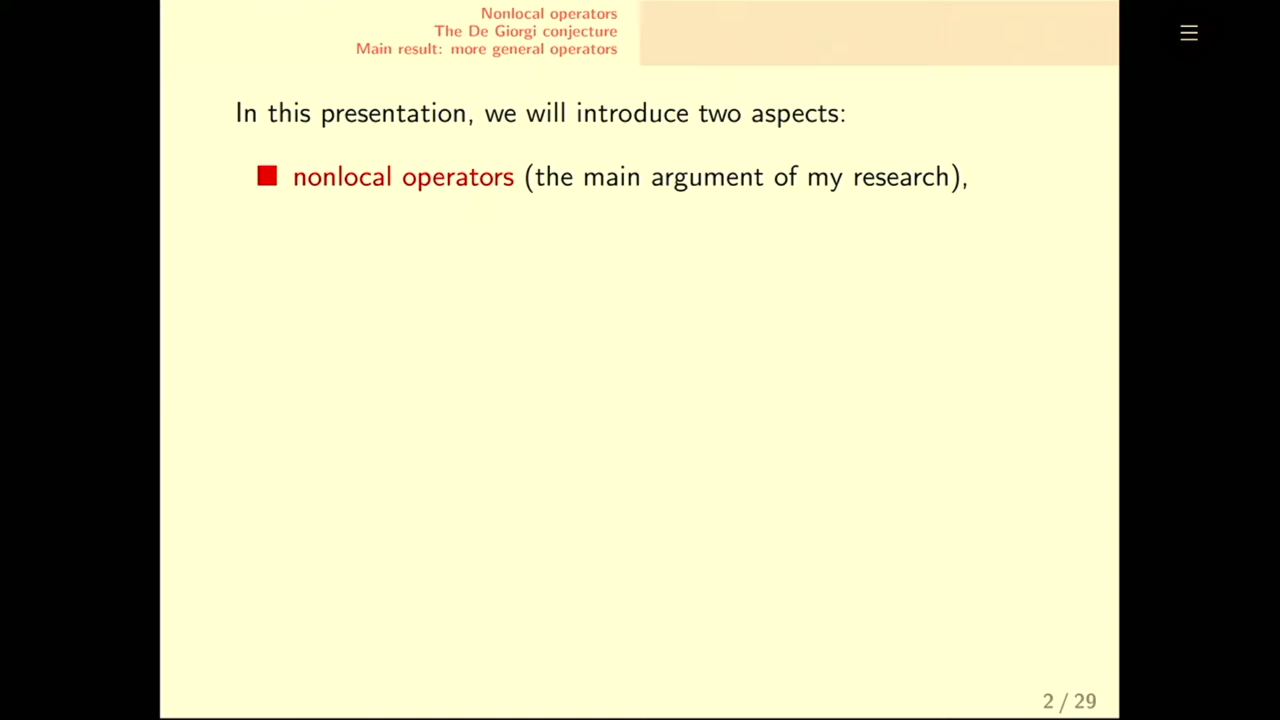 Nonlocal operators
The De Giorgi conjecture
Main result: more general operators
In this presentation, we will introduce two aspects:
nonlocal operators (the main argument of my research),
2 / 29